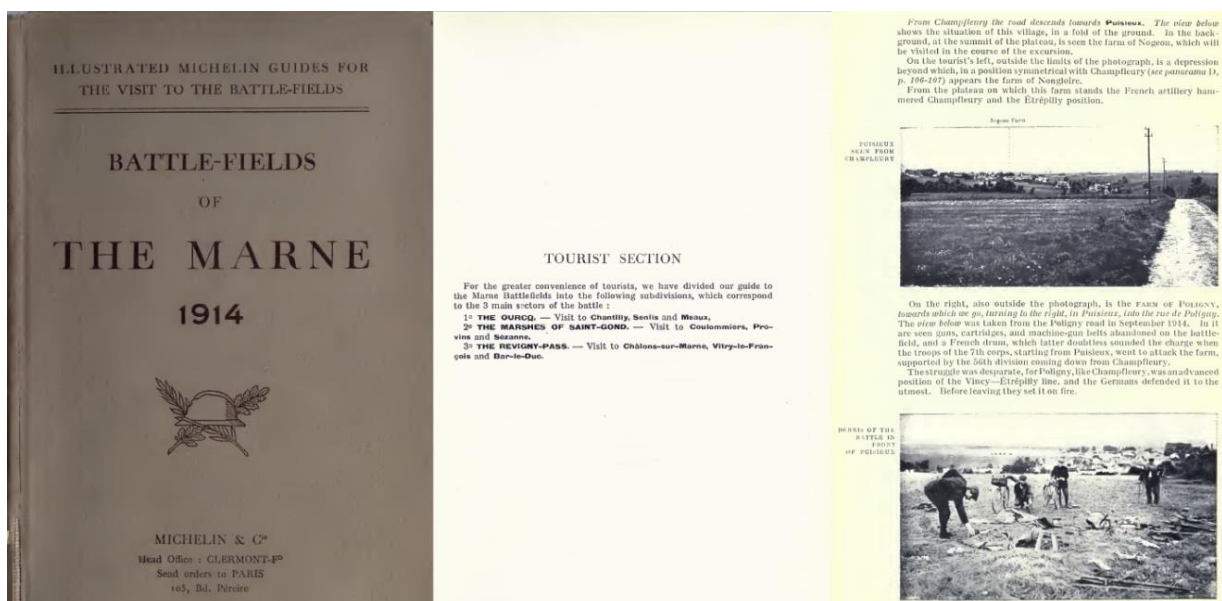 ILLUSTRATED MICHELIN GUIDES FOR
THE VISIT TO THE BATTLE-FIELDS
BATTLE-FIELDS
OF
THE MARNE
1914
MICHELIN & Cie
Head Office : CLERMONT-Fd
Send orders to PARIS
105, Bd. Péreire
TOURIST SECTION
For the greater convenience of tourists, we have divided our guide to
the Marne Battlefields into the following subdivisions, which correspond
to the 3 main sectors of the battle :
1º THE OURCQ. — Visit to Chantilly, Senlis and Meaux,
2º THE MARSHES OF SAINT-GOND. — Visit to Coulommiers, Pro-
vins and Sézanne.
3º THE REVIGNY-PASS. — Visit to Châlons-sur-Marne, Vitry-le-Fran-
çois and Bar-le-Duc.
From Champfleury the road descends towards Puisieux. The view below
shows the situation of this village, in a fold of the ground. In the back-
ground, at the summit of the plateau, is seen the farm of Nogeon, which will
be visited in the course of the excursion.
On the tourist's left, outside the limits of the photograph, is a depression
beyond which, in a position symmetrical with Champfleury (see panorama D,
p. 106-107) appears the farm of Nongloire.
From the plateau on which this farm stands the French artillery ham-
mered Champfleury and the Étrépilly position.
Nogeon Farm
PUISIEUX
SEEN FROM
CHAMPLEURY
On the right, also outside the photograph, is the FARM OF POLIGNY,
towards which we go, turning to the right, in Puisieux, into the rue de Poligny.
The view below was taken from the Poligny road in September 1914. In it
are seen guns, cartridges, and machine-gun belts abandoned on the battle-
field, and a French drum, which latter doubtless sounded the charge when
the troops of the 7th corps, starting from Puisieux, went to attack the farm,
supported by the 56th division coming down from Champfleury.
The struggle was desparate, for Poligny, like Champfleury, was an advanced
position of the Vincy—Étrépilly line, and the Germans defended it to the
utmost. Before leaving they set it on fire.
DEBRIS OF THE
BATTLE IN
FRONT
OF PUISIEUX